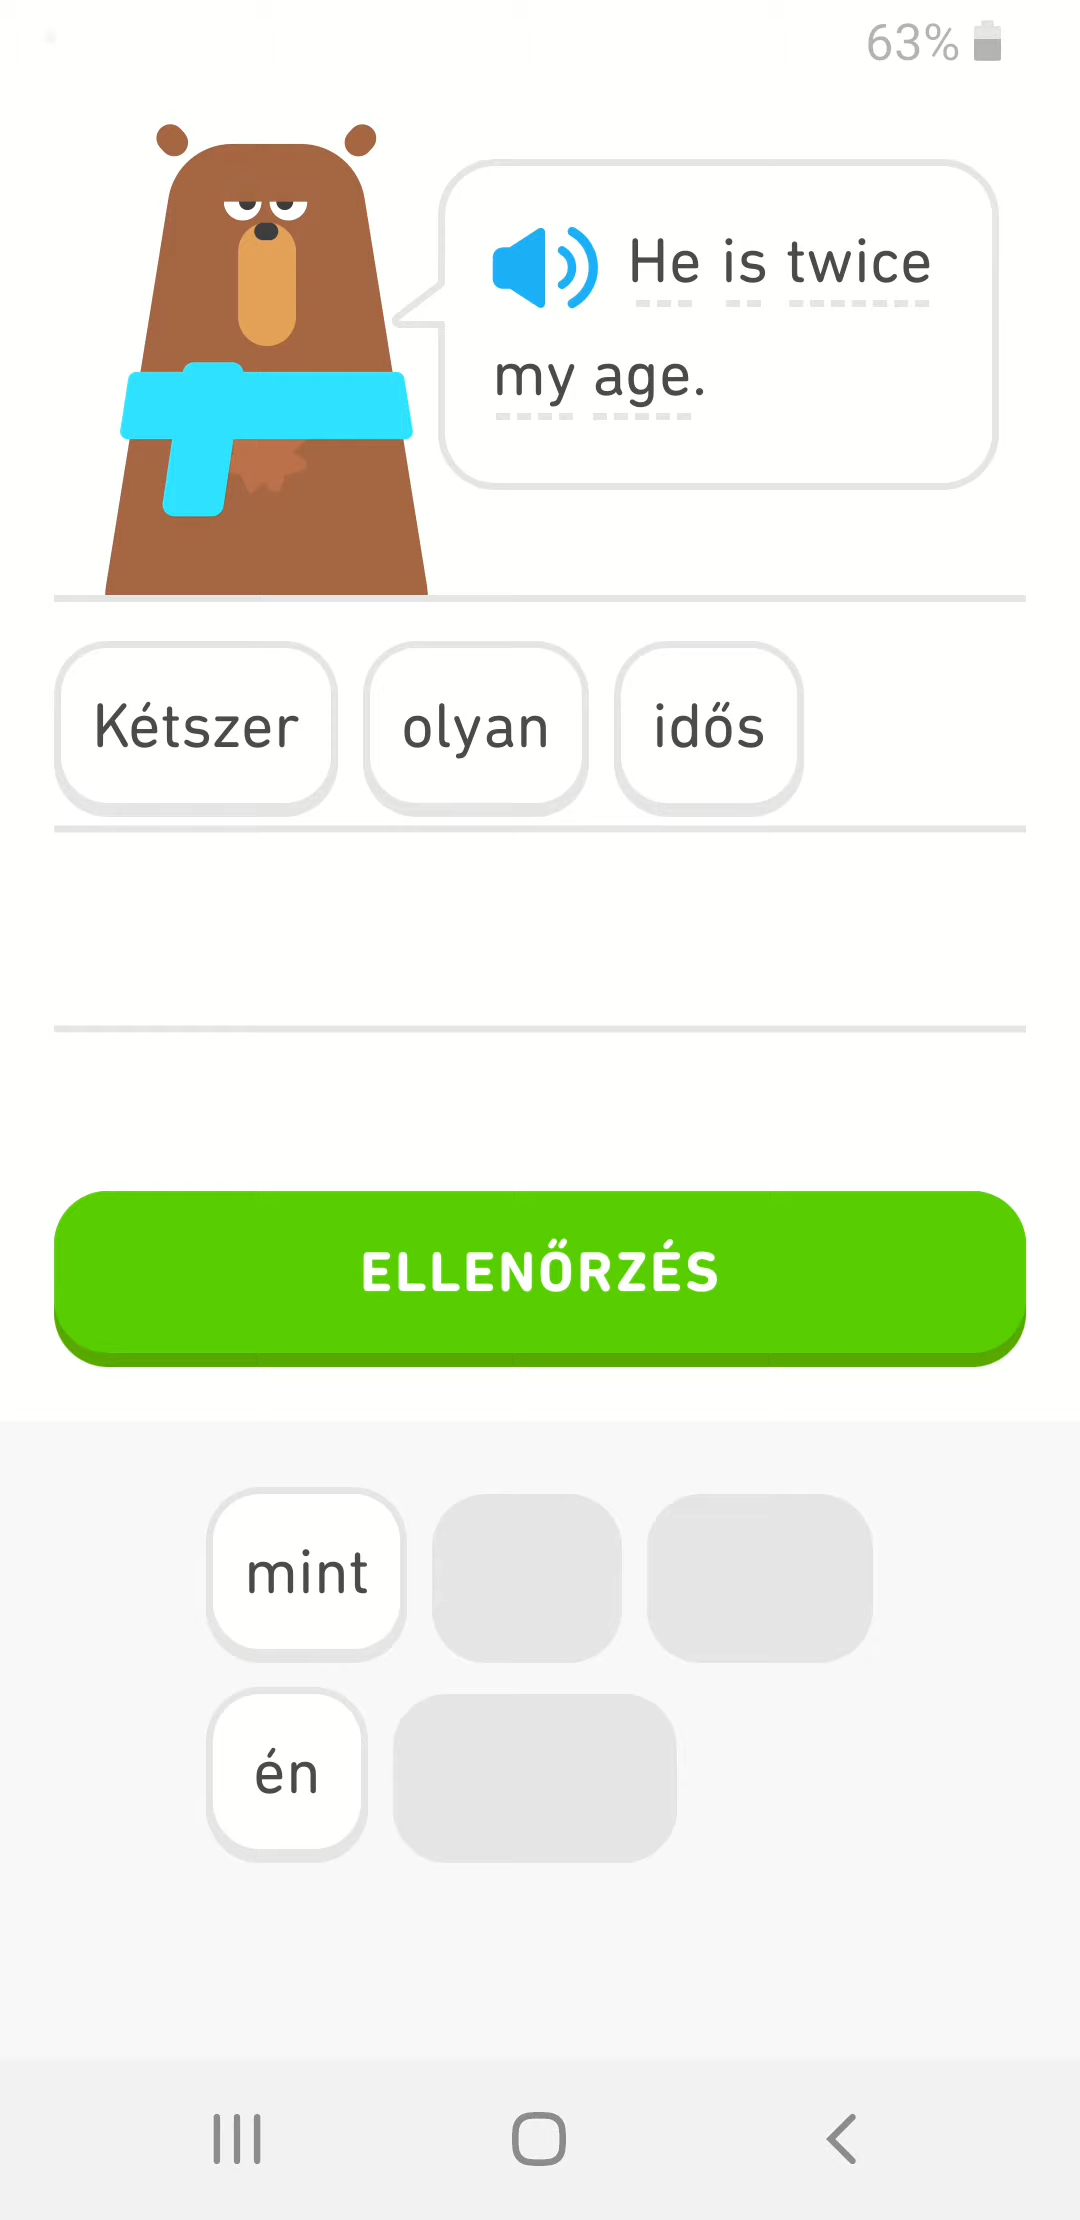 63%
He is twice
my age.
Kétszer olyan idős
ELLENŐRZÉS
mint
én